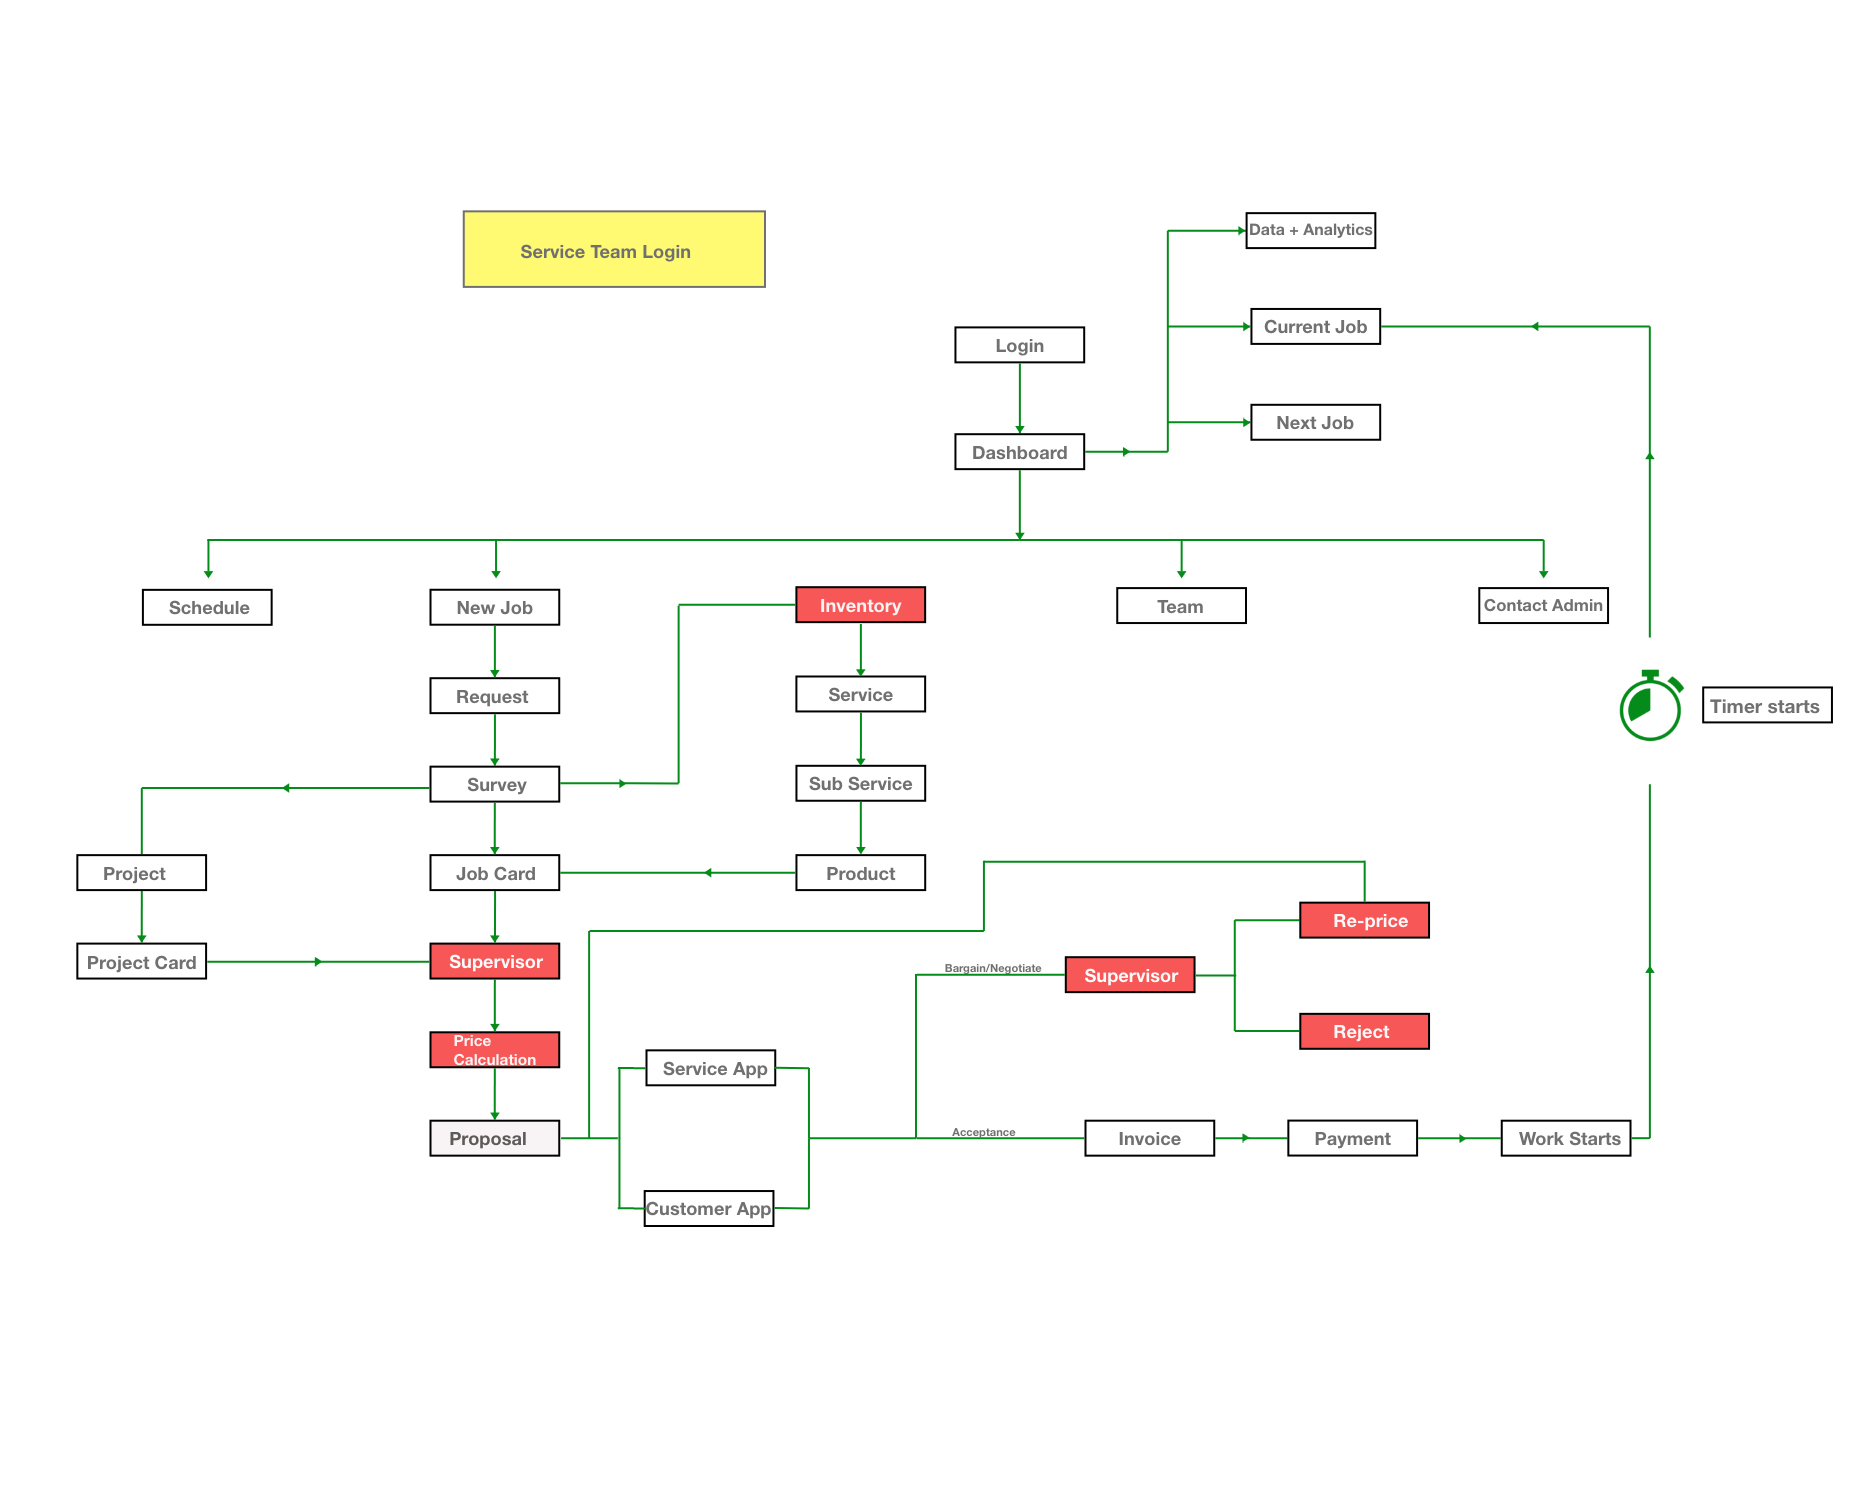 Data + Analytics
Service Team Login
Current Job
Login
Next Job
Dashboard
Schedule
New Job
Inventory
Team
Contact Admin
Request
Service
Timer starts
Survey
Sub Service
Project
Job Card
Product
Re-price
Project Card
Supervisor
Bargain/Negotiate
Supervisor
Reject
Price
Calculation
Service App
Proposal
Acceptance
Invoice
Payment
Work Starts
Customer App